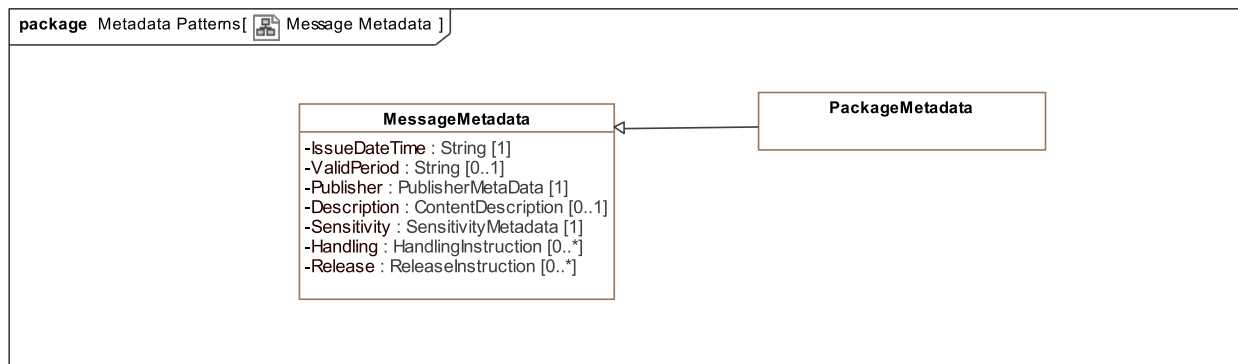 package Metadata Patterns[ Message Metadata ]
MessageMetadata
-IssueDateTime : String [1]
-ValidPeriod : String [0..1]
-Publisher : PublisherMetaData [1]
-Description : ContentDescription [0..1]
-Sensitivity : SensitivityMetadata [1]
-Handling : HandlingInstruction [0..*]
-Release : ReleaseInstruction [0..*]
PackageMetadata